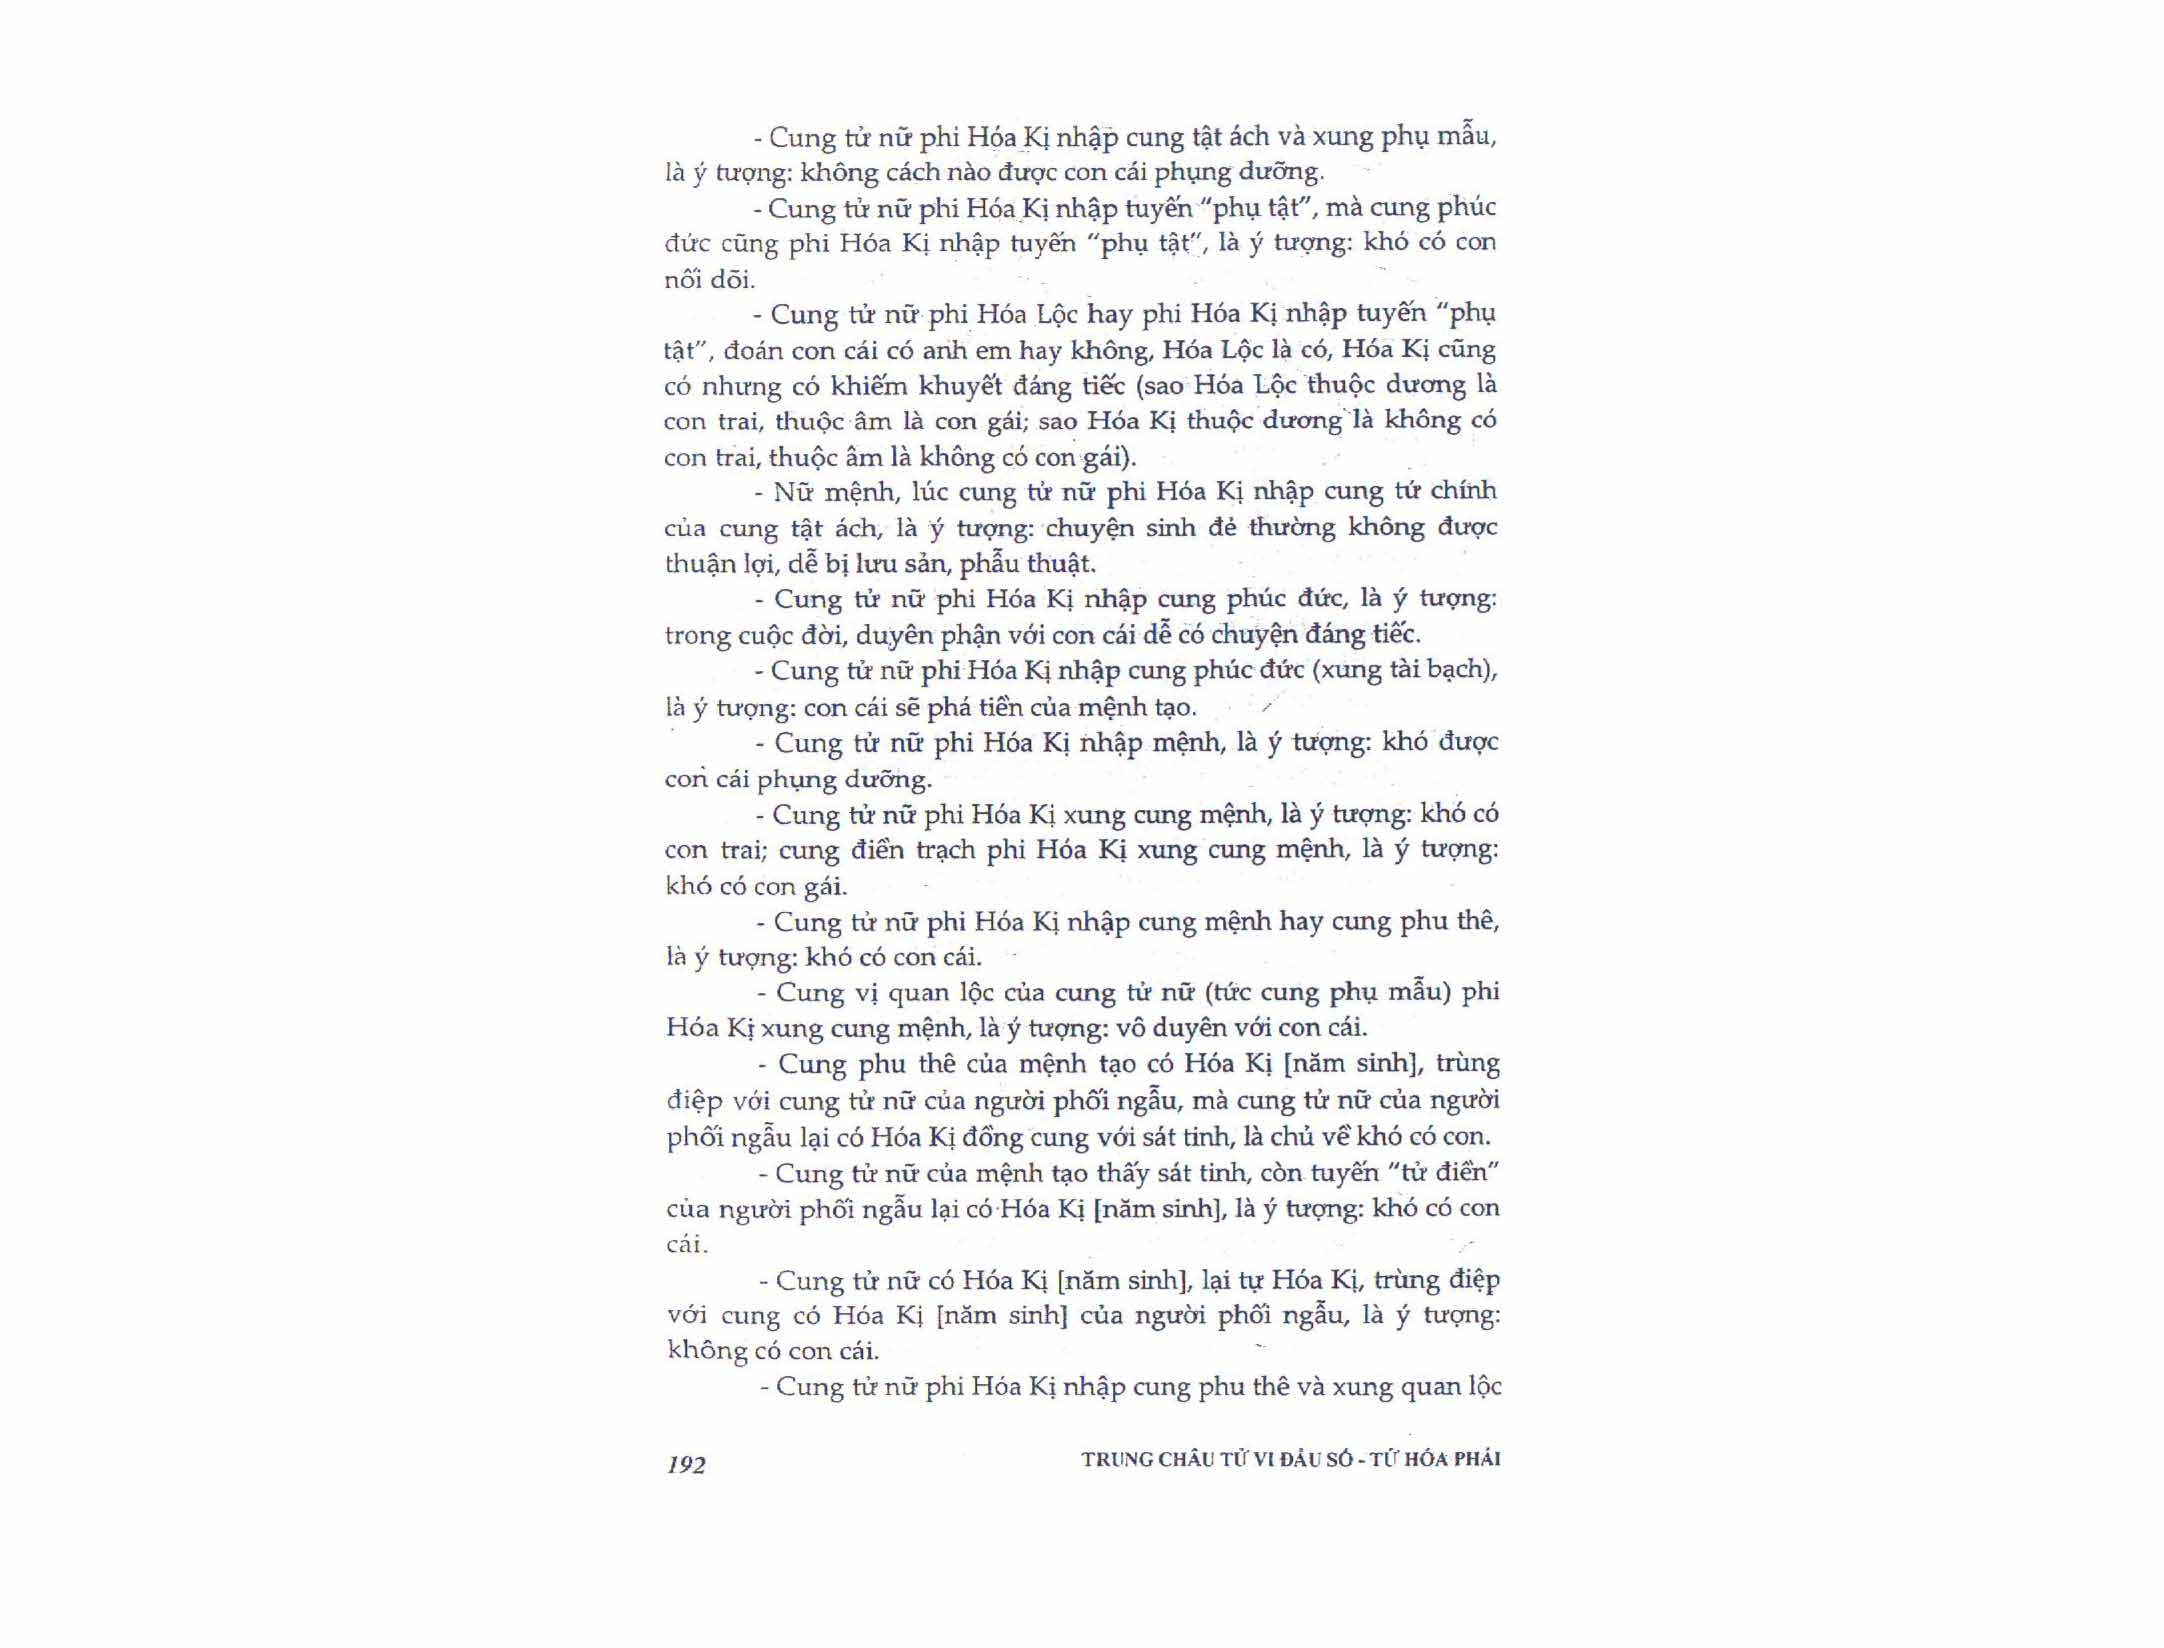 - Cung tử nữ phi Hóa Kị nhập cung tật ách và xung phụ mẫu,
là ý tượng: không cách nào được con cái phụng dưỡng.
- Cung tử nữ phi Hóa Kị nhập tuyến "phụ tật", mà cung phúc
đức cũng phi Hóa Kị nhập tuyến "phụ tật", là ý tượng: khó có con
nối dõi.
- Cung tử nữ phi Hóa Lộc hay phi Hóa Kị nhập tuyến "phụ
tật", đoán con cái có anh em hay không, Hóa Lộc là có, Hóa Kị cũng
có nhưng có khiếm khuyết đáng tiếc (sao Hóa Lộc thuộc dương là
con trai, thuộc âm là con gái; sao Hóa Kị thuộc dương là không có
con trai, thuộc âm là không có con gái).
- Nữ mệnh, lúc cung tử nữ phi Hóa Kị nhập cung tứ chính
của cung tật ách, là ý tượng: chuyện sinh đẻ thường không được
thuận lợi, dễ bị lưu sản, phẫu thuật.
- Cung tử nữ phi Hóa Kị nhập cung phúc đức, là ý tượng:
trong cuộc đời, duyên phận với con cái dễ có chuyện đáng tiếc.
- Cung tử nữ phi Hóa Kị nhập cung phúc đức (xung tài bạch),
là ý tượng: con cái sẽ phá tiền của mệnh tạo.
- Cung tử nữ phi Hóa Kị nhập mệnh, là ý tượng: khó được
con cái phụng dưỡng.
- Cung tử nữ phi Hóa Kị xung cung mệnh, là ý tượng: khó có
con trai; cung điền trạch phi Hóa Kị xung cung mệnh, là ý tượng:
khó có con gái.
- Cung tử nữ phi Hóa Kị nhập cung mệnh hay cung phu thê,
là ý tượng: khó có con cái.
- Cung vị quan lộc của cung tử nữ (tức cung phụ mẫu) phi
Hóa Kị xung cung mệnh, là ý tượng: vô duyên với con cái.
- Cung phu thê của mệnh tạo có Hóa Kị [năm sinh], trùng
điệp với cung tử nữ của người phối ngẫu, mà cung tử nữ của người
phối ngẫu lại có Hóa Kị đồng cung với sát tinh, là chủ về khó có con.
- Cung tử nữ của mệnh tạo thấy sát tinh, còn tuyến "tử điền"
của người phối ngẫu lại có Hóa Kị [năm sinh], là ý tượng: khó có con
cái.
- Cung tử nữ có Hóa Kị [năm sinh], lại tự Hóa Kị, trùng điệp
với cung có Hóa Kị [năm sinh] của người phối ngẫu, là ý tượng:
không có con cái.
- Cung tử nữ phi Hóa Kị nhập cung phu thê và xung quan lộc
192 TRUNG CHÂU TỬ VI ĐẨU SỐ - TỨ HÓA PHÁI